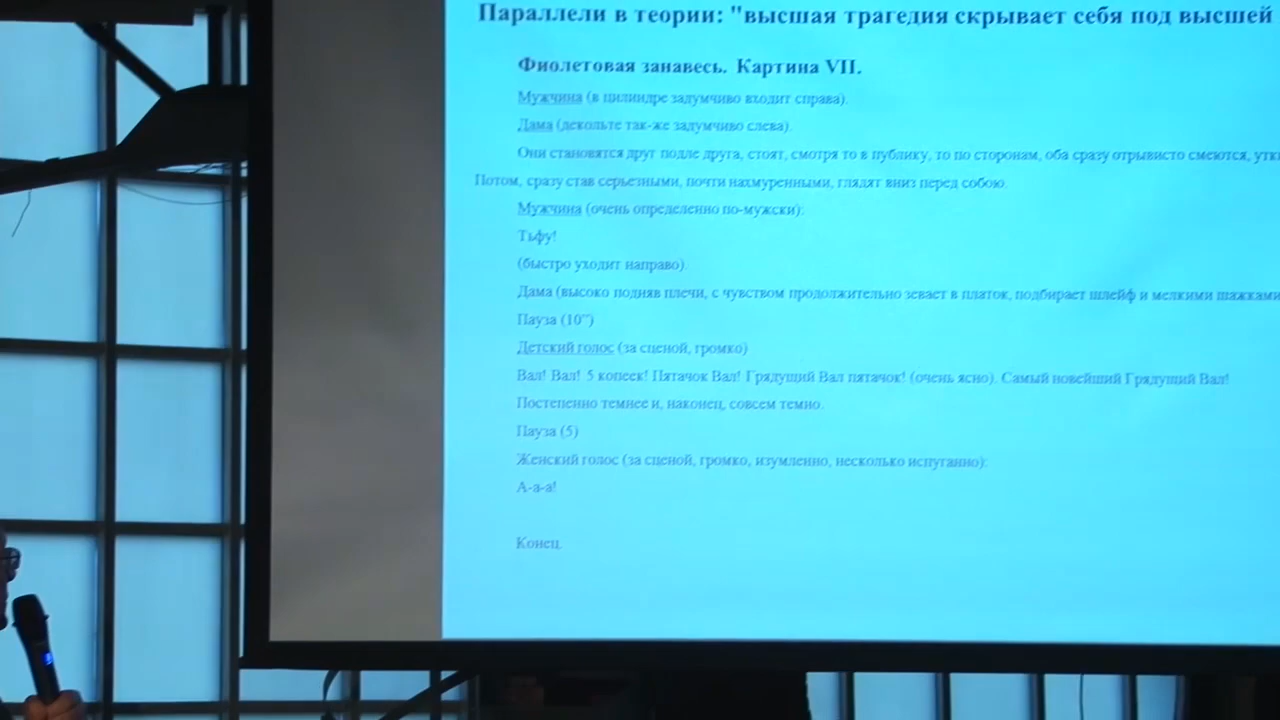 Параллели в теории: "высшая трагедия скрывает себя под высшей
Фиолетовая занавесь. Картина VII.
Мужчина (в цилиндре задумчиво входит справа).
Дама (декольте так-же задумчиво слева).
Они становятся друг подле друга, стоят, смотря то в публику, то по сторонам, оба сразу отрывисто смеются,
Потом, сразу став серьезными, почти нахмуренными, глядят вниз перед собою.
Мужчина (очень определенно по-мужски):
Тьфу!
(быстро уходит направо).
Дама (высоко подняв плечи, с чувством продолжительно зевает в платок, подбирает шлейф и мелкими шажками
Пауза (10")
Детский голос (за сценой, громко)
Вал! Вал! 5 копеек! Пятачок Вал! Грядущий Вал пятачок! (очень ясно). Самый новейший Грядущий Вал!
Постепенно темнее и, наконец, совсем темно.
Пауза (5)
Женский голос (за сценой, громко, изумленно, несколько испуганно):
А-а-а!
Конец.